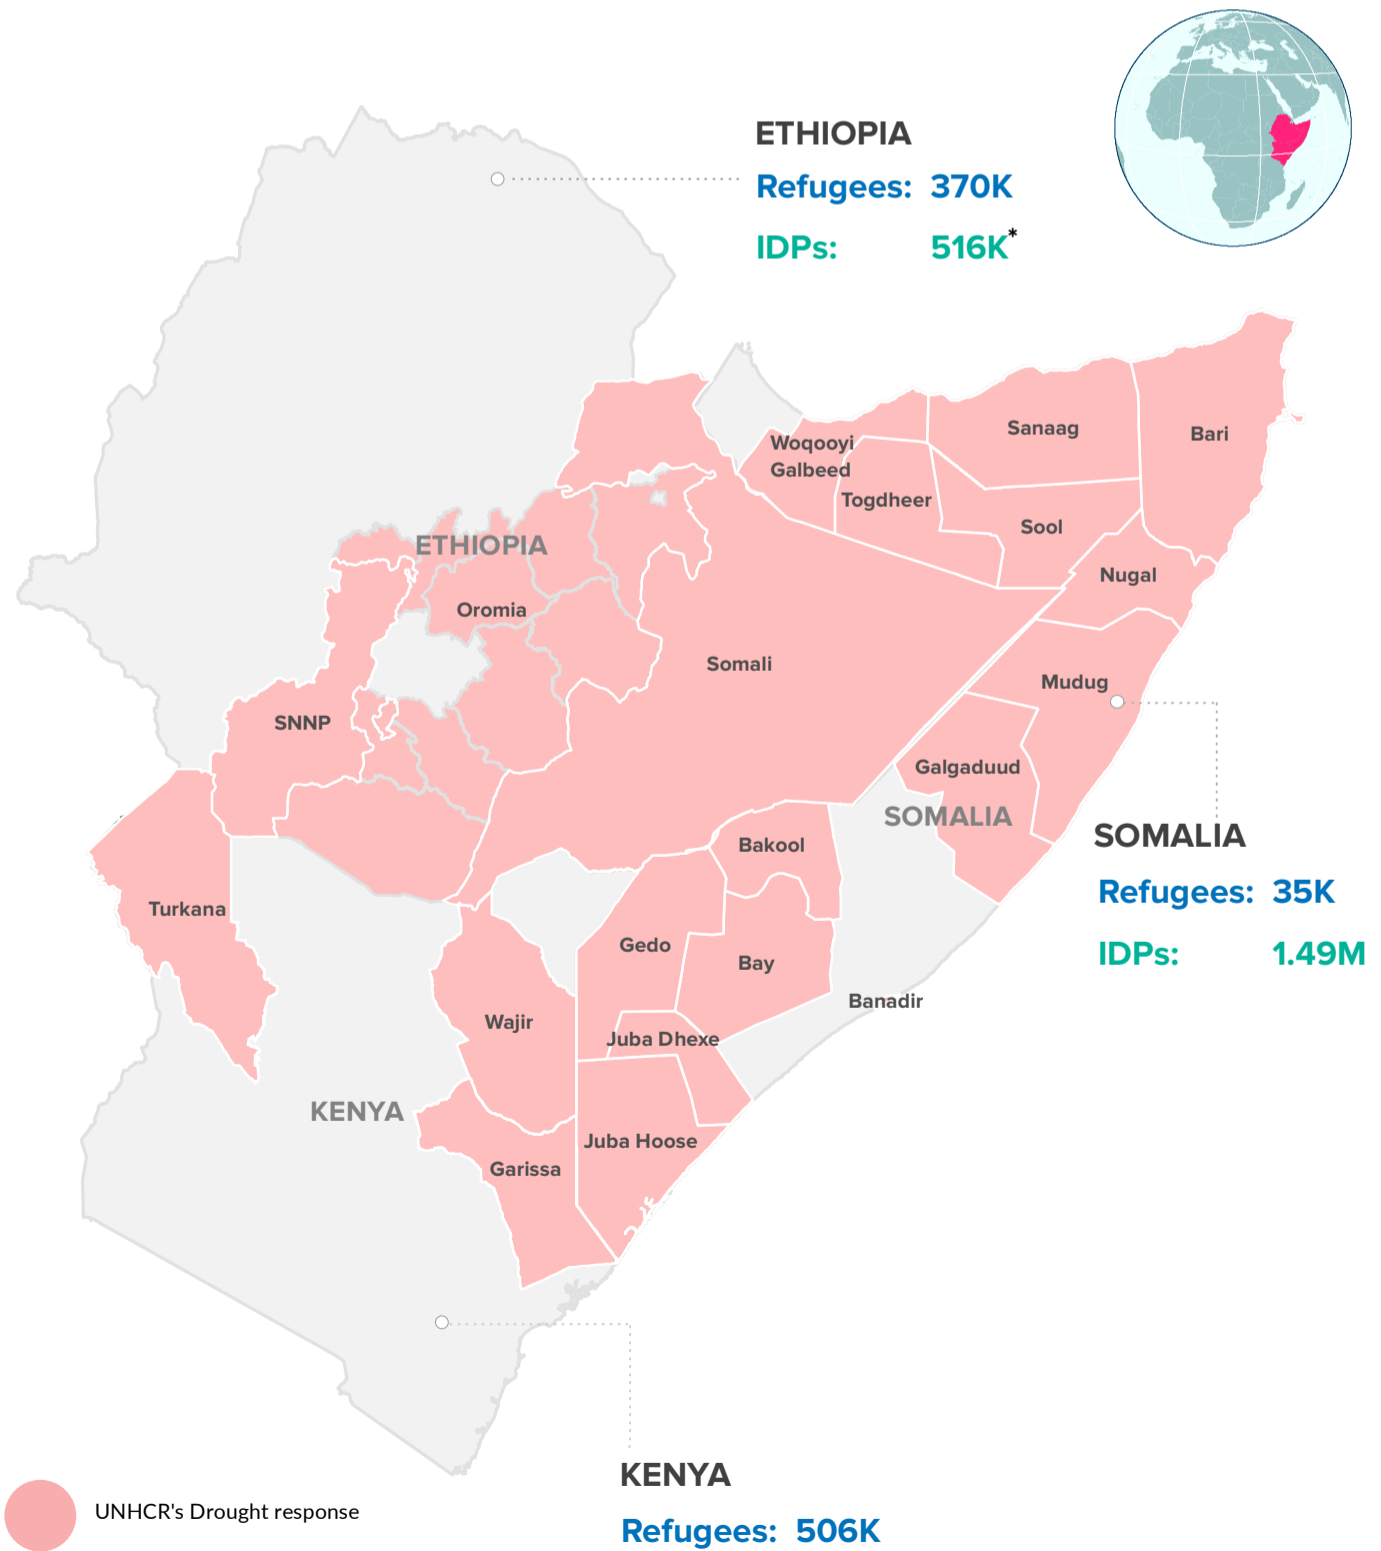 ETHIOPIA
Refugees: 370K
IDPs: 516K*
Sanaag
Bari
Woqooyi
Galbeed
Togdheer
Sool
ETHIOPIA
Nugal
Oromia
Somali
Mudug
SNNP
Galgaduud
SOMALIA
SOMALIA
Refugees: 35K
IDPs: 1.49M
Bakool
Turkana
Gedo
Bay
Banadir
Wajir
Juba Dhexe
KENYA
Juba Hoose
Garissa
KENYA
Refugees: 506K
UNHCR's Drought response